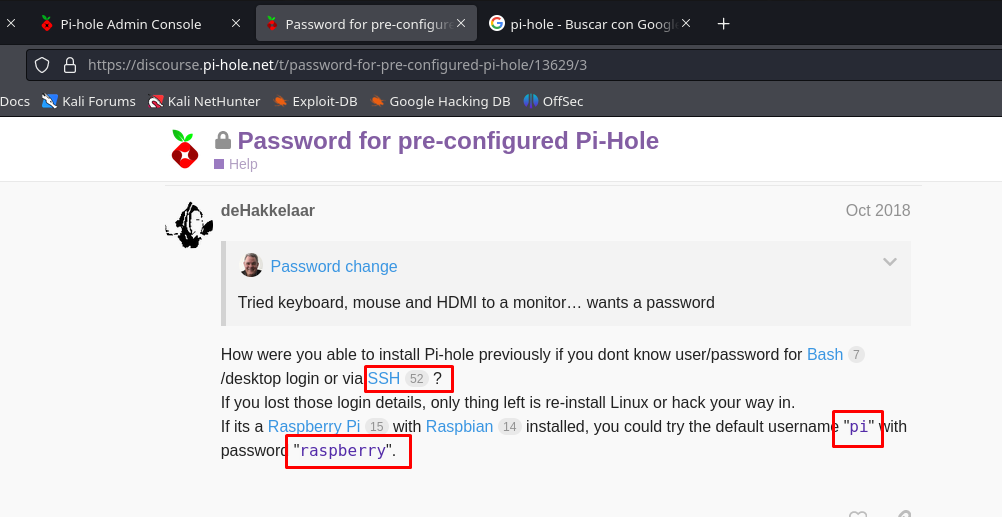 Pi-hole Admin Console
Password for pre-configure
pi-hole - Buscar con Google
https://discourse.pi-hole.net/t/password-for-pre-configured-pi-hole/13629/3
Docs Kali Forums Kali NetHunter Exploit-DB Google Hacking DB OffSec
Password for pre-configured Pi-Hole
Help
deHakkelaar Oct 2018
Password change
Tried keyboard, mouse and HDMI to a monitor… wants a password
How were you able to install Pi-hole previously if you dont know user/password for Bash 7
/desktop login or via SSH 52 ?
If you lost those login details, only thing left is re-install Linux or hack your way in.
If its a Raspberry Pi 15 with Raspbian 14 installed, you could try the default username "pi" with
password "raspberry".